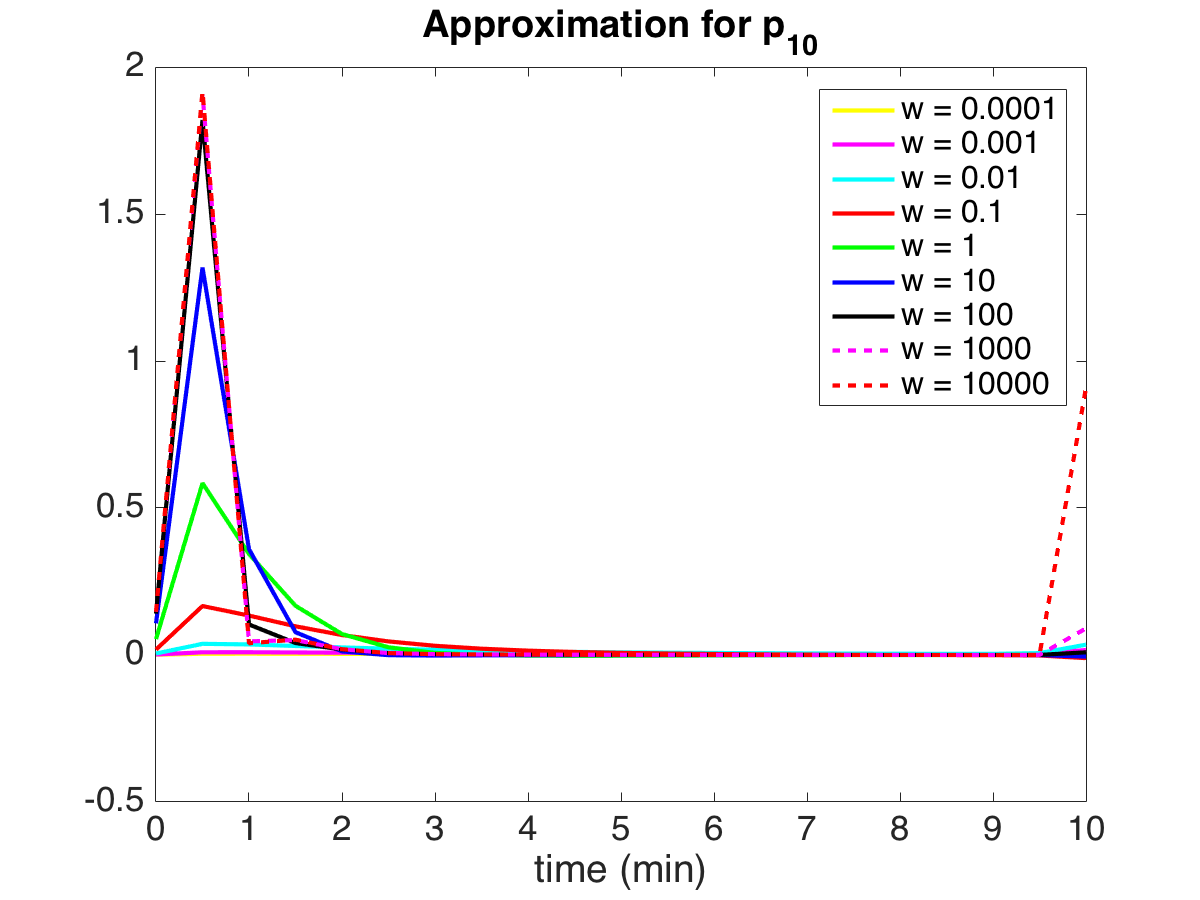 Approximation for p10
2
1.5
1
0.5
0
-0.5
w = 0.0001
w = 0.001
w = 0.01
w = 0.1
w = 1
w = 10
w = 100
w = 1000
w = 10000
0 1 2 3 4 5 6 7 8 9 10
time (min)